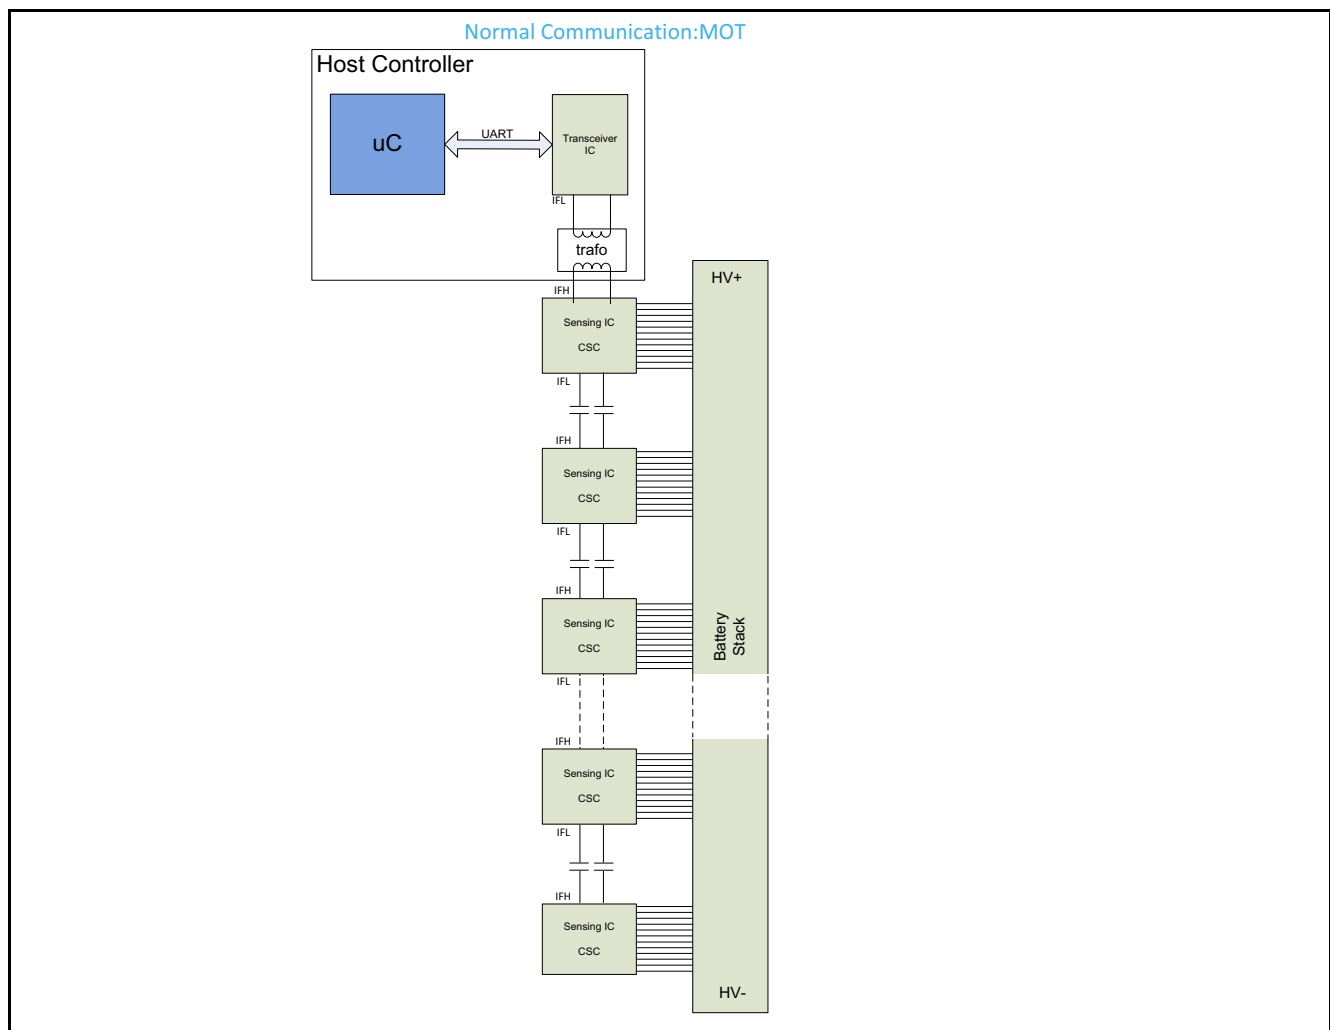 Normal Communication:MOT
Host Controller
uC
UART
Transceiver
IC
IFL
trafo
IFH
HV+
Sensing IC
CSC
IFL
IFH
Sensing IC
CSC
IFL
IFH
Sensing IC
CSC
Battery
Stack
IFL
IFH
Sensing IC
CSC
IFL
IFH
Sensing IC
CSC
HV-